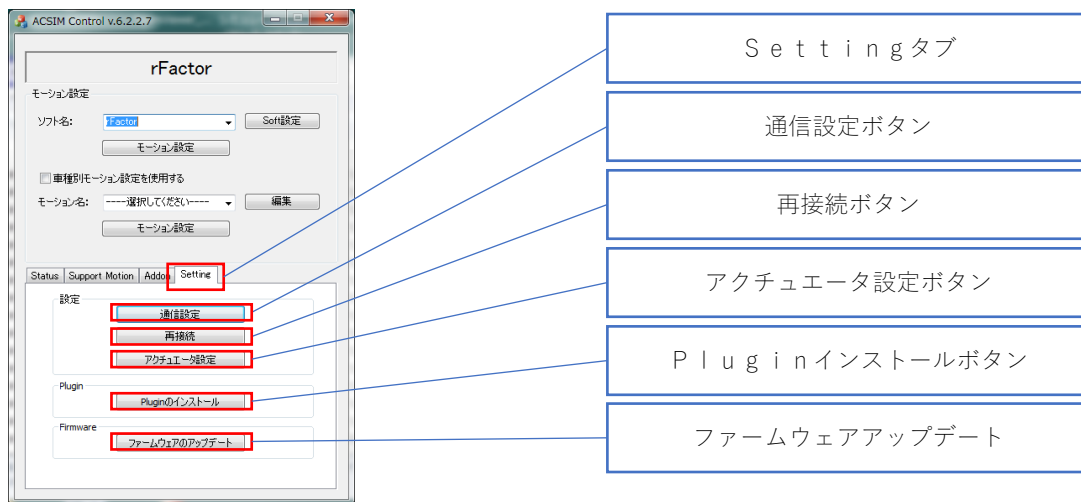 ACSIM Control v.6.2.2.7
rFactor
モーション設定
ソフト名: rFactor Soft設定
モーション設定
車種別モーション設定を使用する
モーション名: ----選択してください---- 編集
モーション設定
Status Support Motion Addon Setting
設定
通信設定
再接続
アクチュエータ設定
Plugin
Pluginのインストール
Firmware
ファームウェアのアップデート
Ｓｅｔｔｉｎｇタブ
通信設定ボタン
再接続ボタン
アクチュエータ設定ボタン
Ｐｌｕｇｉｎインストールボタン
ファームウェアアップデート